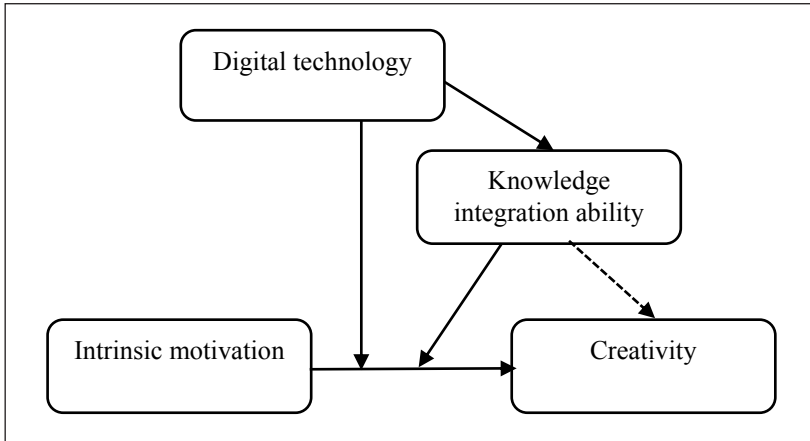 Digital technology
Knowledge
integration ability
Intrinsic motivation
Creativity